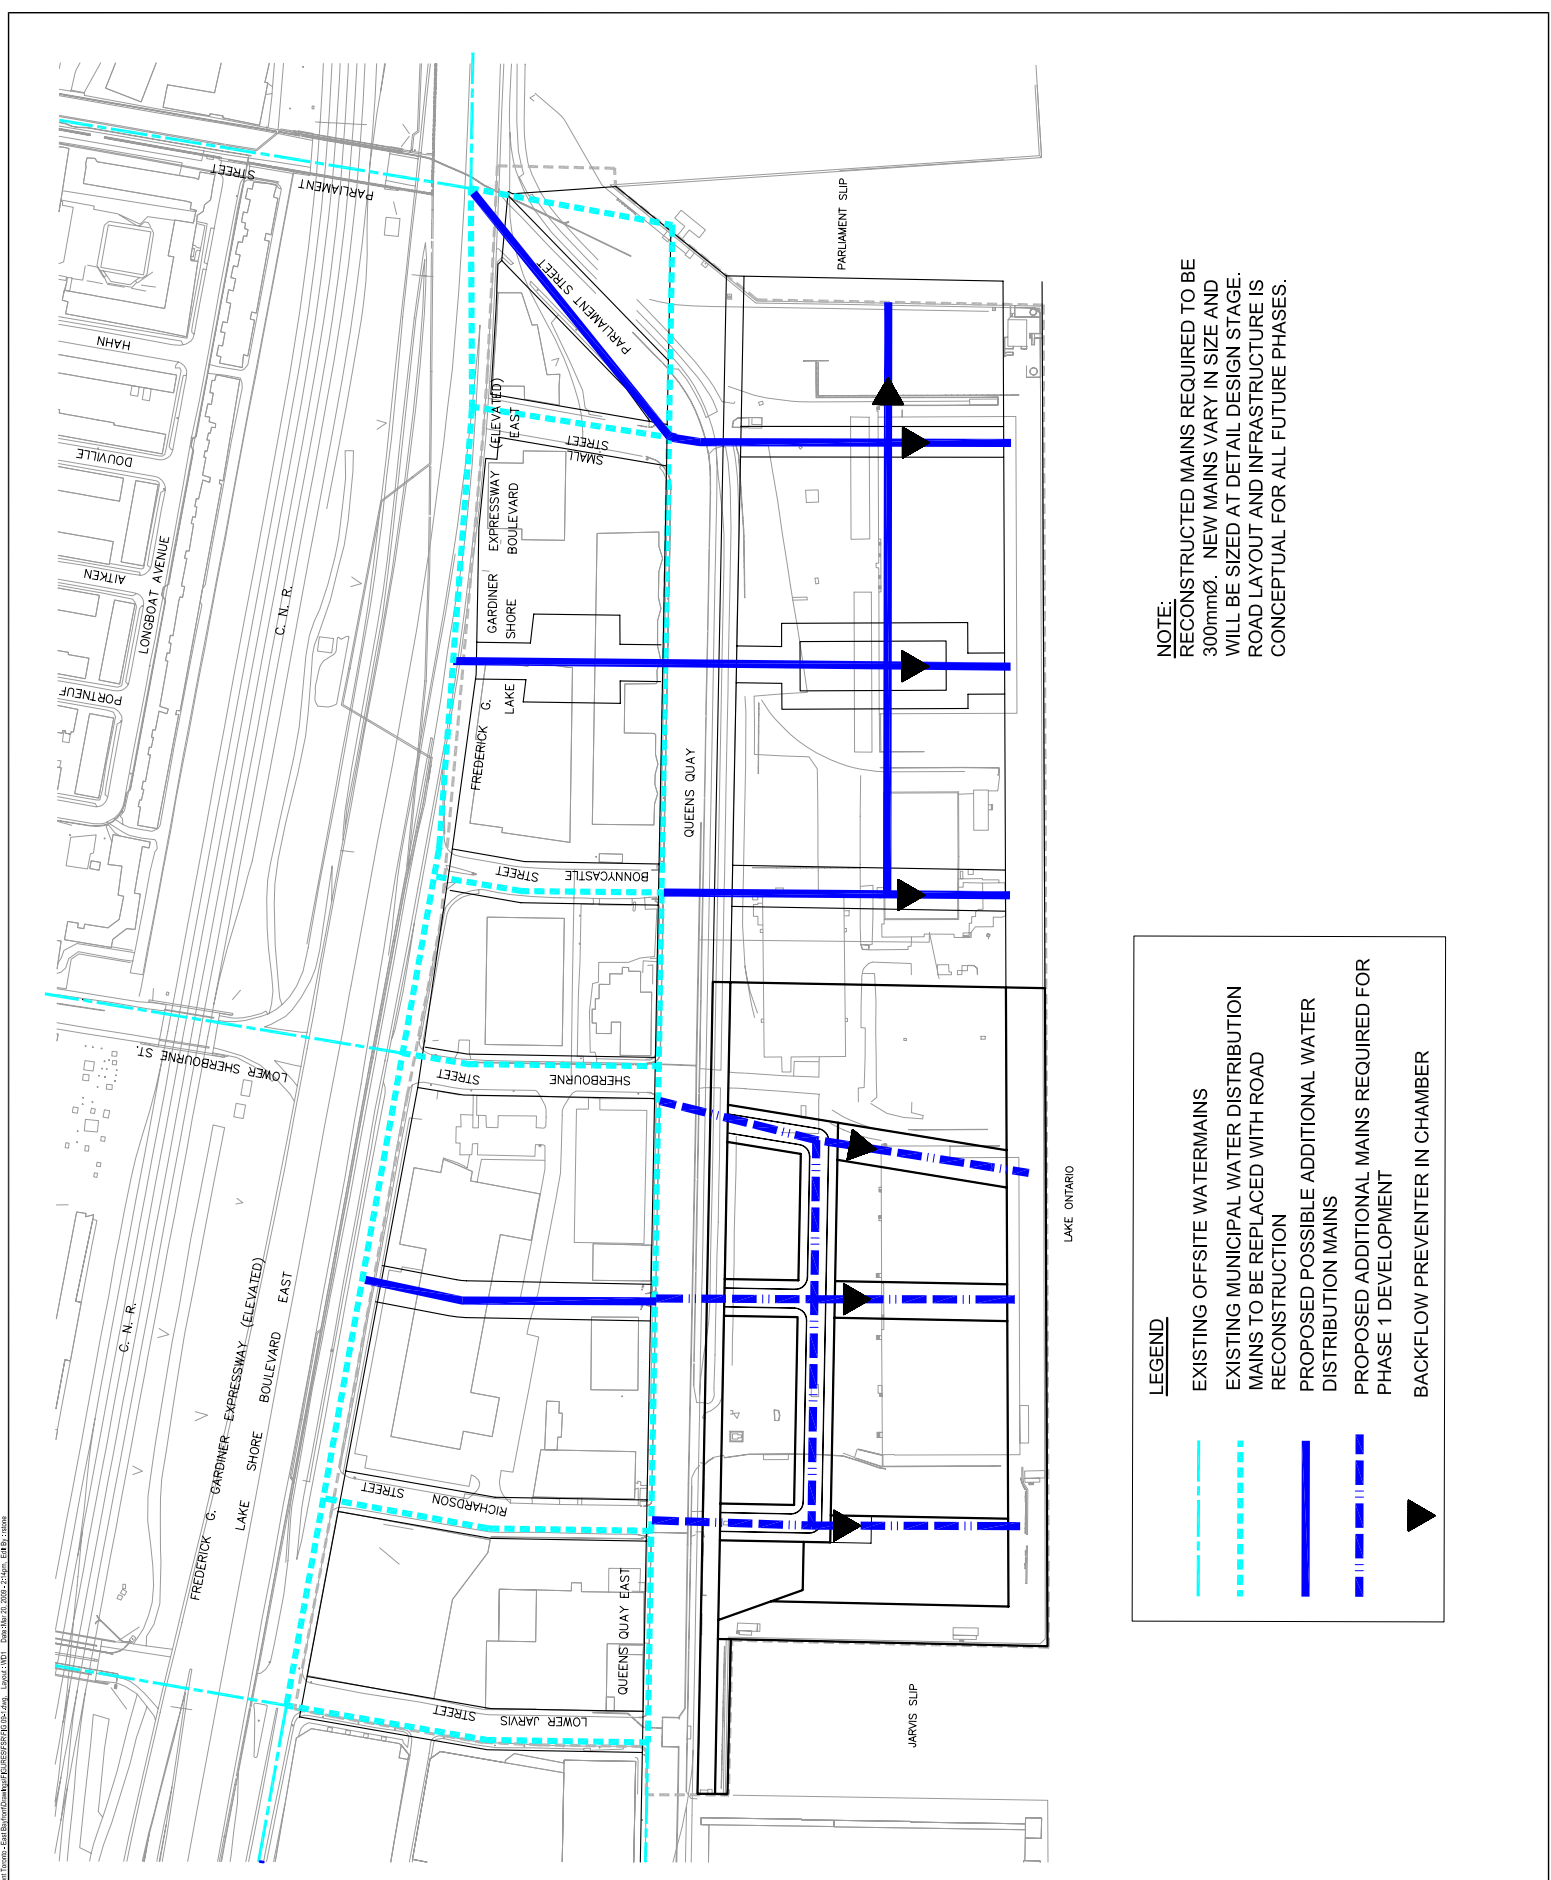 STREET
PARLIAMENT
HAHN
DOUVILLE
AITKEN
PORTNEUF
LONGBOAT AVENUE
C. N. R.
PARLIAMENT STREET
PARLIAMENT SLIP
(ELEVATED)
EAST
SMALL
STREET
EXPRESSWAY
BOULEVARD
GARDINER
SHORE
FREDERICK G.
LAKE
QUEENS QUAY
BONNYCASTLE STREET
LOWER SHERBOURNE ST.
SHERBOURNE STREET
LAKE ONTARIO
C. N. R.
FREDERICK G. GARDINER EXPRESSWAY (ELEVATED)
LAKE SHORE BOULEVARD EAST
RICHARDSON STREET
QUEENS QUAY EAST
LOWER JARVIS STREET
JARVIS SLIP
NOTE:
RECONSTRUCTED MAINS REQUIRED TO BE
300mmØ. NEW MAINS VARY IN SIZE AND
WILL BE SIZED AT DETAIL DESIGN STAGE.
ROAD LAYOUT AND INFRASTRUCTURE IS
CONCEPTUAL FOR ALL FUTURE PHASES.
LEGEND
EXISTING OFFSITE WATERMAINS
EXISTING MUNICIPAL WATER DISTRIBUTION
MAINS TO BE REPLACED WITH ROAD
RECONSTRUCTION
PROPOSED POSSIBLE ADDITIONAL WATER
DISTRIBUTION MAINS
PROPOSED ADDITIONAL MAINS REQUIRED FOR
PHASE 1 DEVELOPMENT
BACKFLOW PREVENTER IN CHAMBER